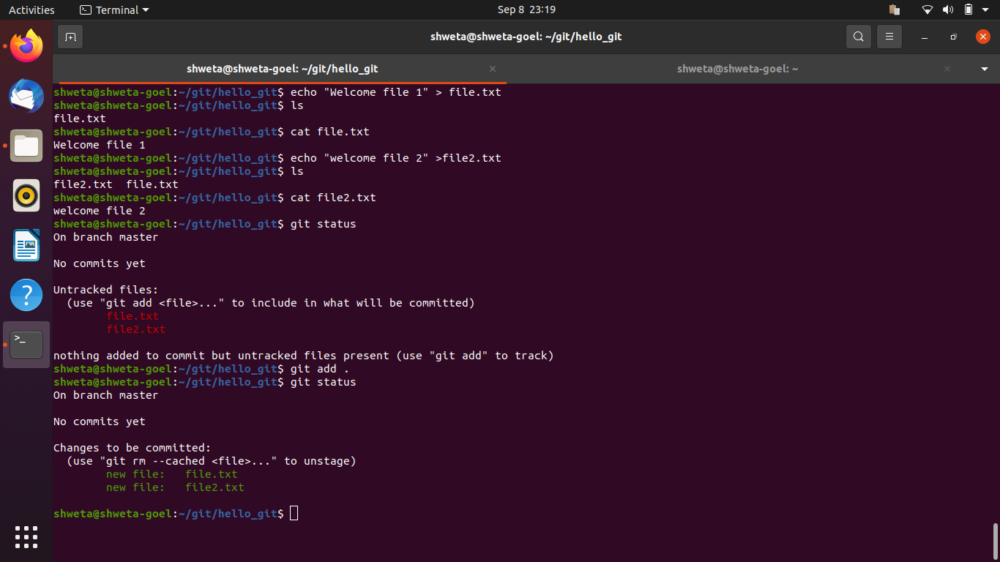 Activities
Terminal
Sep 8 23:19
shweta@shweta-goel: ~/git/hello_git
shweta@shweta-goel: ~/git/hello_git
shweta@shweta-goel: ~
shweta@shweta-goel:~/git/hello_git$ echo "Welcome file 1" > file.txt
shweta@shweta-goel:~/git/hello_git$ ls
file.txt
shweta@shweta-goel:~/git/hello_git$ cat file.txt
Welcome file 1
shweta@shweta-goel:~/git/hello_git$ echo "welcome file 2" >file2.txt
shweta@shweta-goel:~/git/hello_git$ ls
file2.txt  file.txt
shweta@shweta-goel:~/git/hello_git$ cat file2.txt
welcome file 2
shweta@shweta-goel:~/git/hello_git$ git status
On branch master
No commits yet
Untracked files:
  (use "git add <file>..." to include in what will be committed)
        file.txt
        file2.txt
nothing added to commit but untracked files present (use "git add" to track)
shweta@shweta-goel:~/git/hello_git$ git add .
shweta@shweta-goel:~/git/hello_git$ git status
On branch master
No commits yet
Changes to be committed:
  (use "git rm --cached <file>..." to unstage)
        new file:   file.txt
        new file:   file2.txt
shweta@shweta-goel:~/git/hello_git$